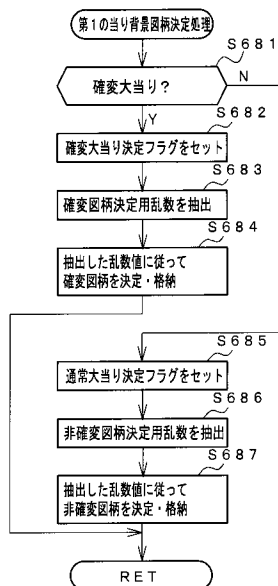 第1の当り背景図柄決定処理
S681
確変大当り?
N
Y
S682
確変大当り決定フラグをセット
S683
確変図柄決定用乱数を抽出
S684
抽出した乱数値に従って
確変図柄を決定・格納
S685
通常大当り決定フラグをセット
S686
非確変図柄決定用乱数を抽出
S687
抽出した乱数値に従って
非確変図柄を決定・格納
RET